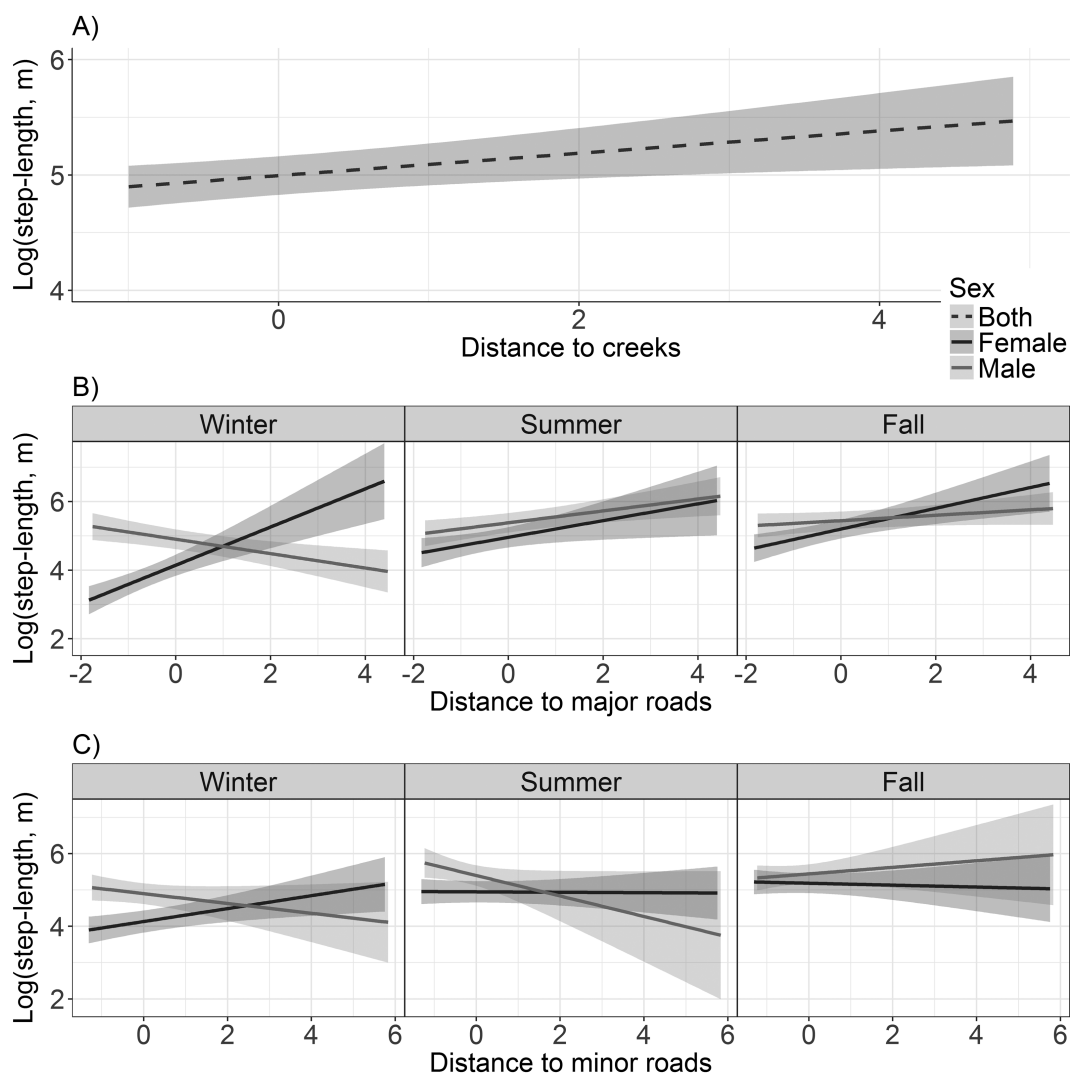 A)
Log(step-length, m)
6
5
4
0 2 4
Distance to creeks
Sex
Both
Female
Male
B)
Winter Summer Fall
Log(step-length, m)
6
4
2
-2 0 2 4 -2 0 2 4 -2 0 2 4
Distance to major roads
C)
Winter Summer Fall
Log(step-length, m)
6
4
2
0 2 4 6 0 2 4 6 0 2 4 6
Distance to minor roads